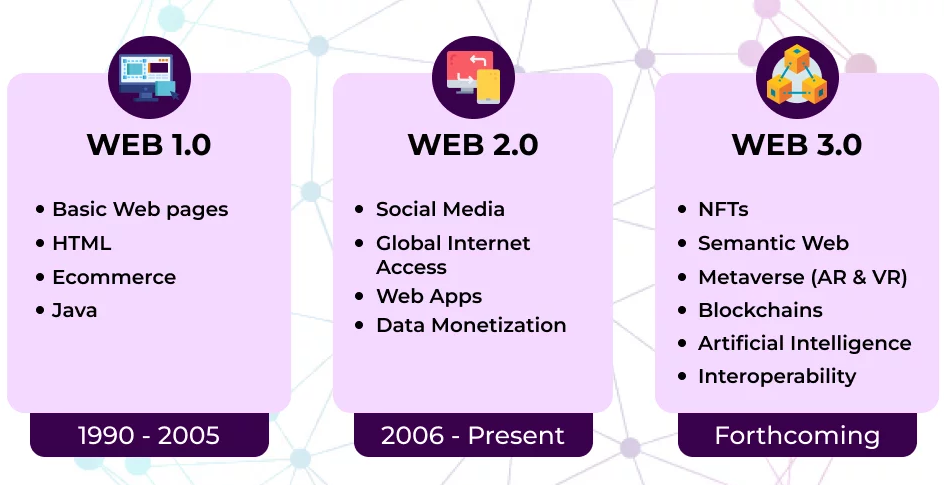 WEB 1.0
Basic Web pages
HTML
Ecommerce
Java
1990 - 2005
WEB 2.0
Social Media
Global Internet
Access
Web Apps
Data Monetization
2006 - Present
WEB 3.0
NFTs
Semantic Web
Metaverse (AR & VR)
Blockchains
Artificial Intelligence
Interoperability
Forthcoming